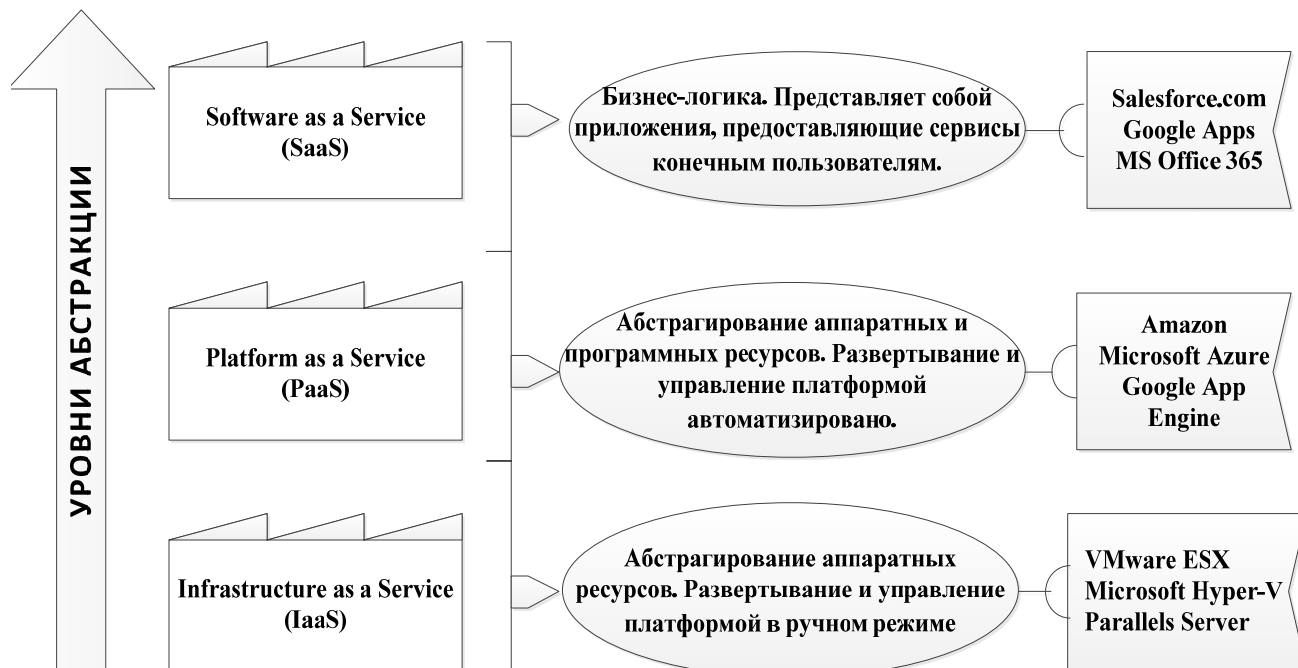 УРОВНИ АБСТРАКЦИИ
Software as a Service
(SaaS)
Бизнес-логика. Представляет собой
приложения, предоставляющие сервисы
конечным пользователям.
Salesforce.com
Google Apps
MS Office 365
Platform as a Service
(PaaS)
Абстрагирование аппаратных и
программных ресурсов. Развертывание и
управление платформой
автоматизировано.
Amazon
Microsoft Azure
Google App
Engine
Infrastructure as a Service
(IaaS)
Абстрагирование аппаратных
ресурсов. Развертывание и управление
платформой в ручном режиме
VMware ESX
Microsoft Hyper-V
Parallels Server